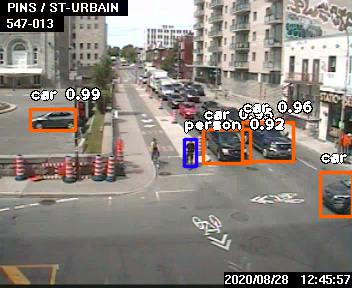 PINS / ST-URBAIN
547-013
car 0.99
car 0.96
person 0.92
car
2020/08/28 12:45:57